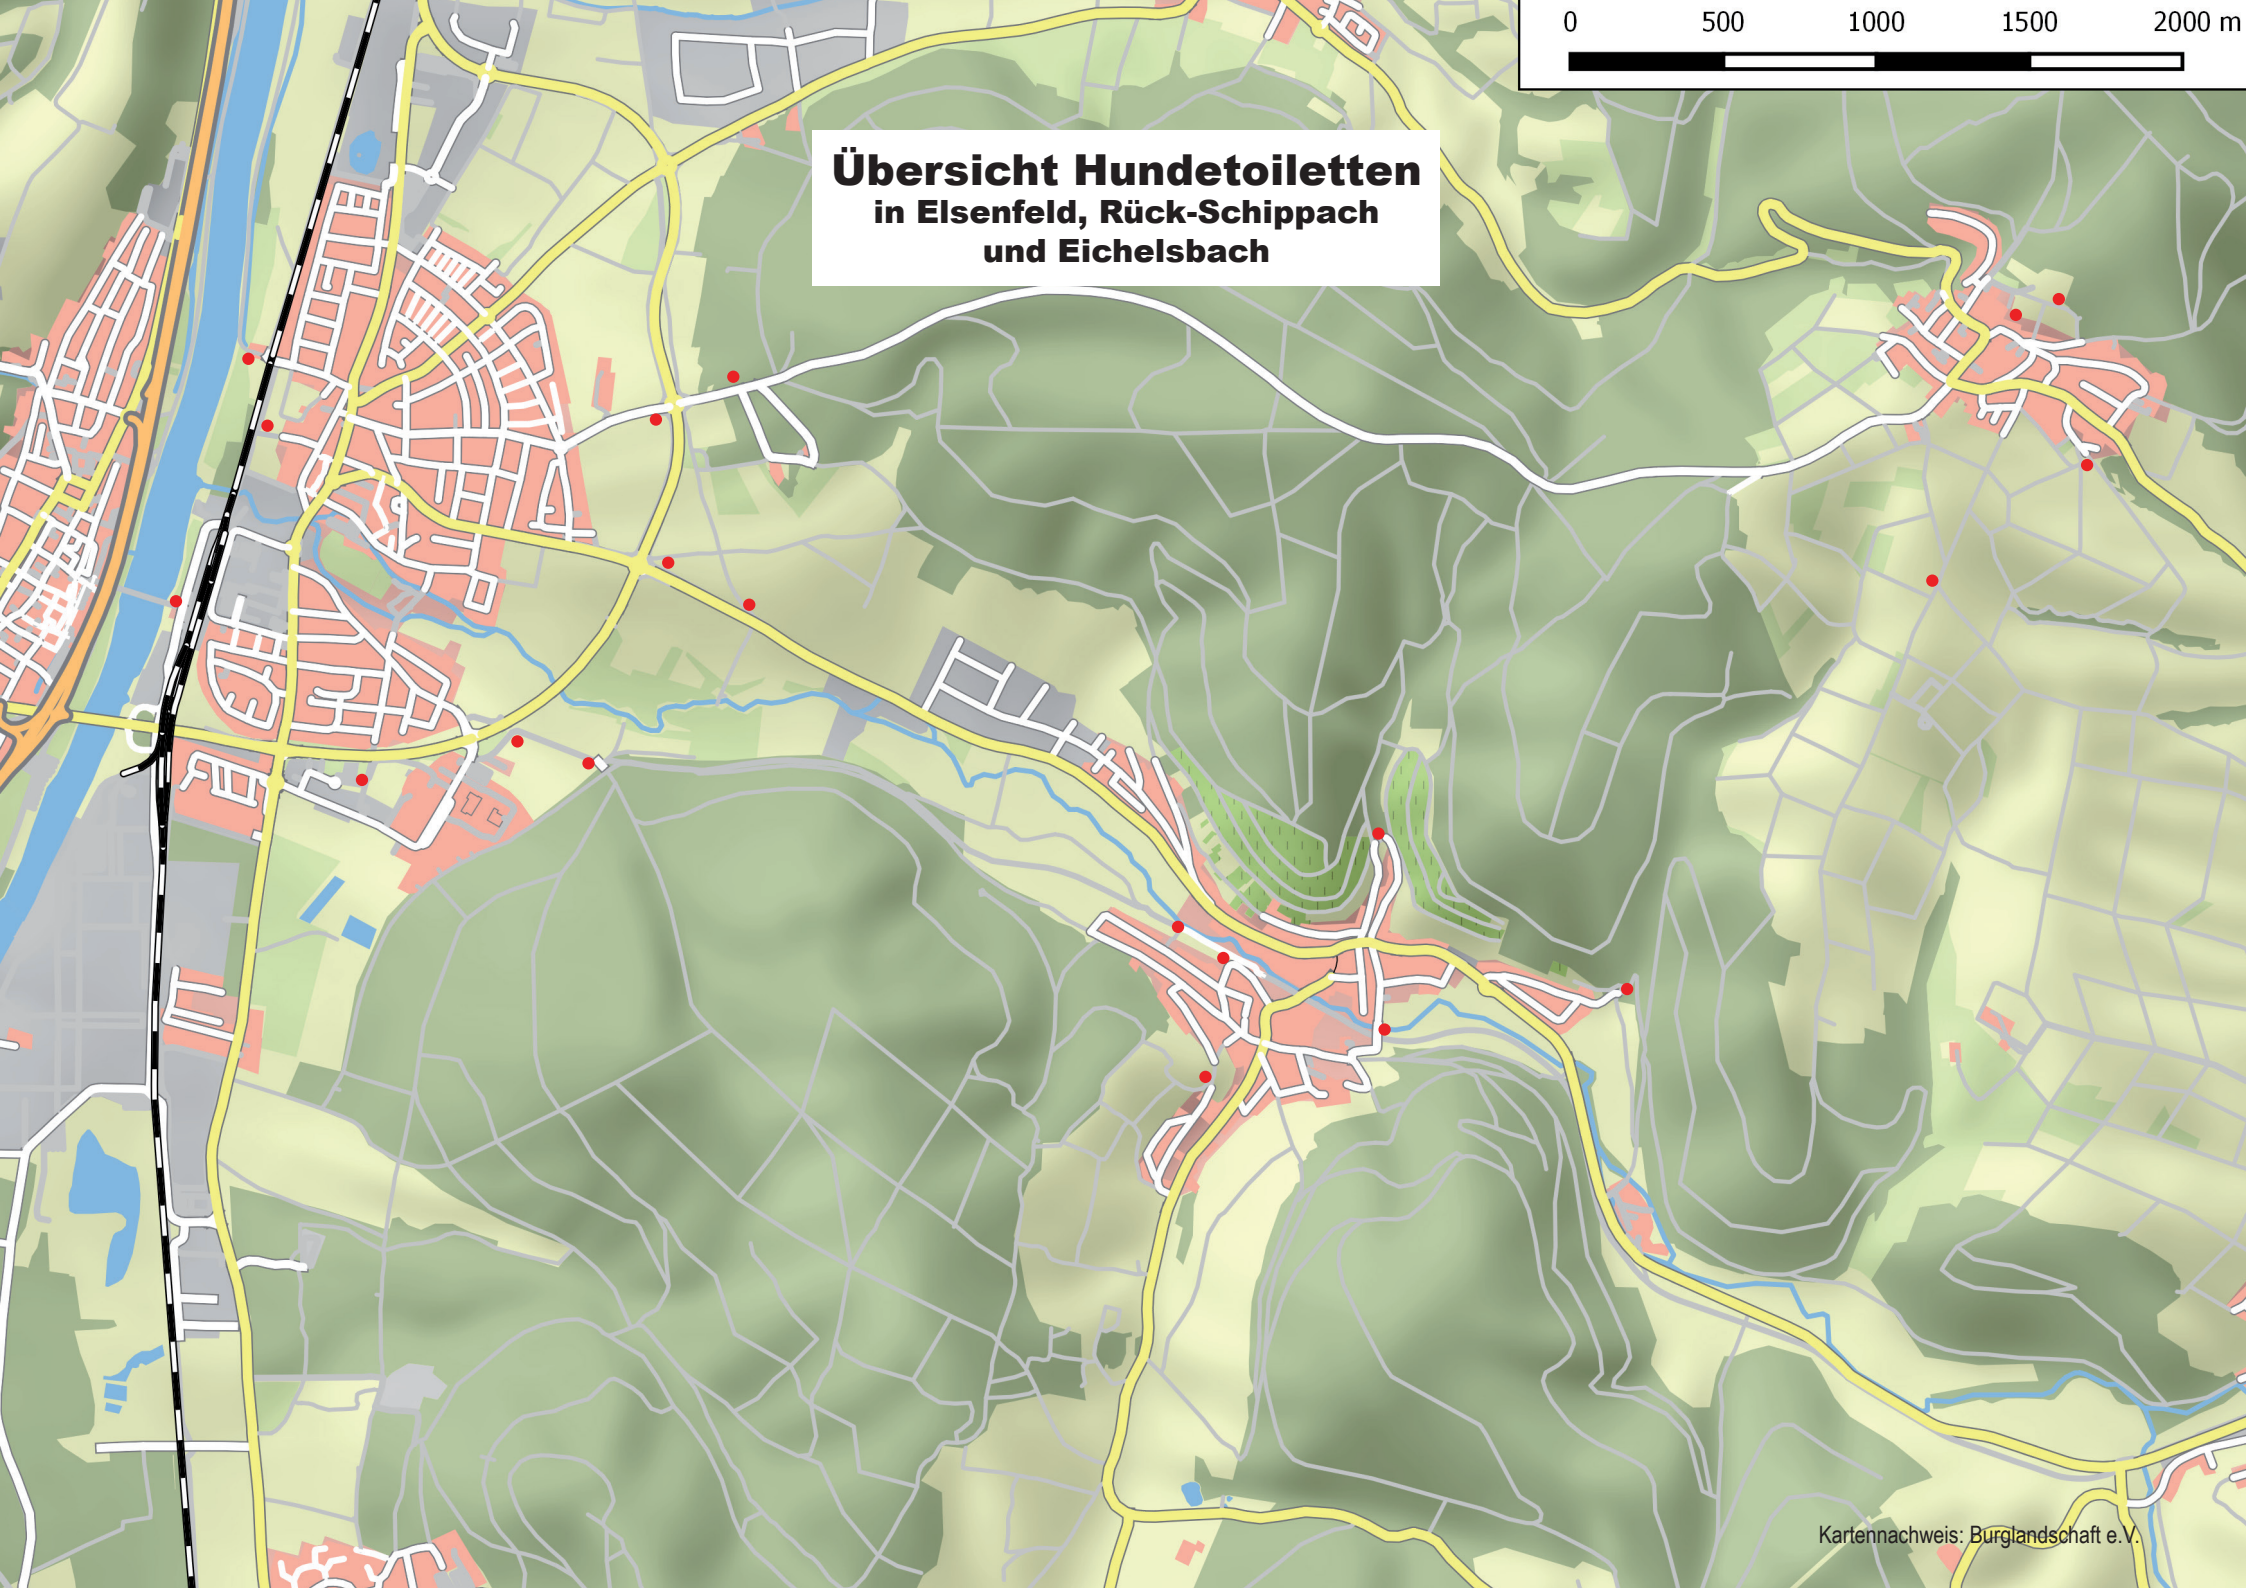 0 500 1000 1500 2000 m
Übersicht Hundetoiletten
in Elsenfeld, Rück-Schippach
und Eichelsbach
Kartennachweis: Burglandschaft e.V.